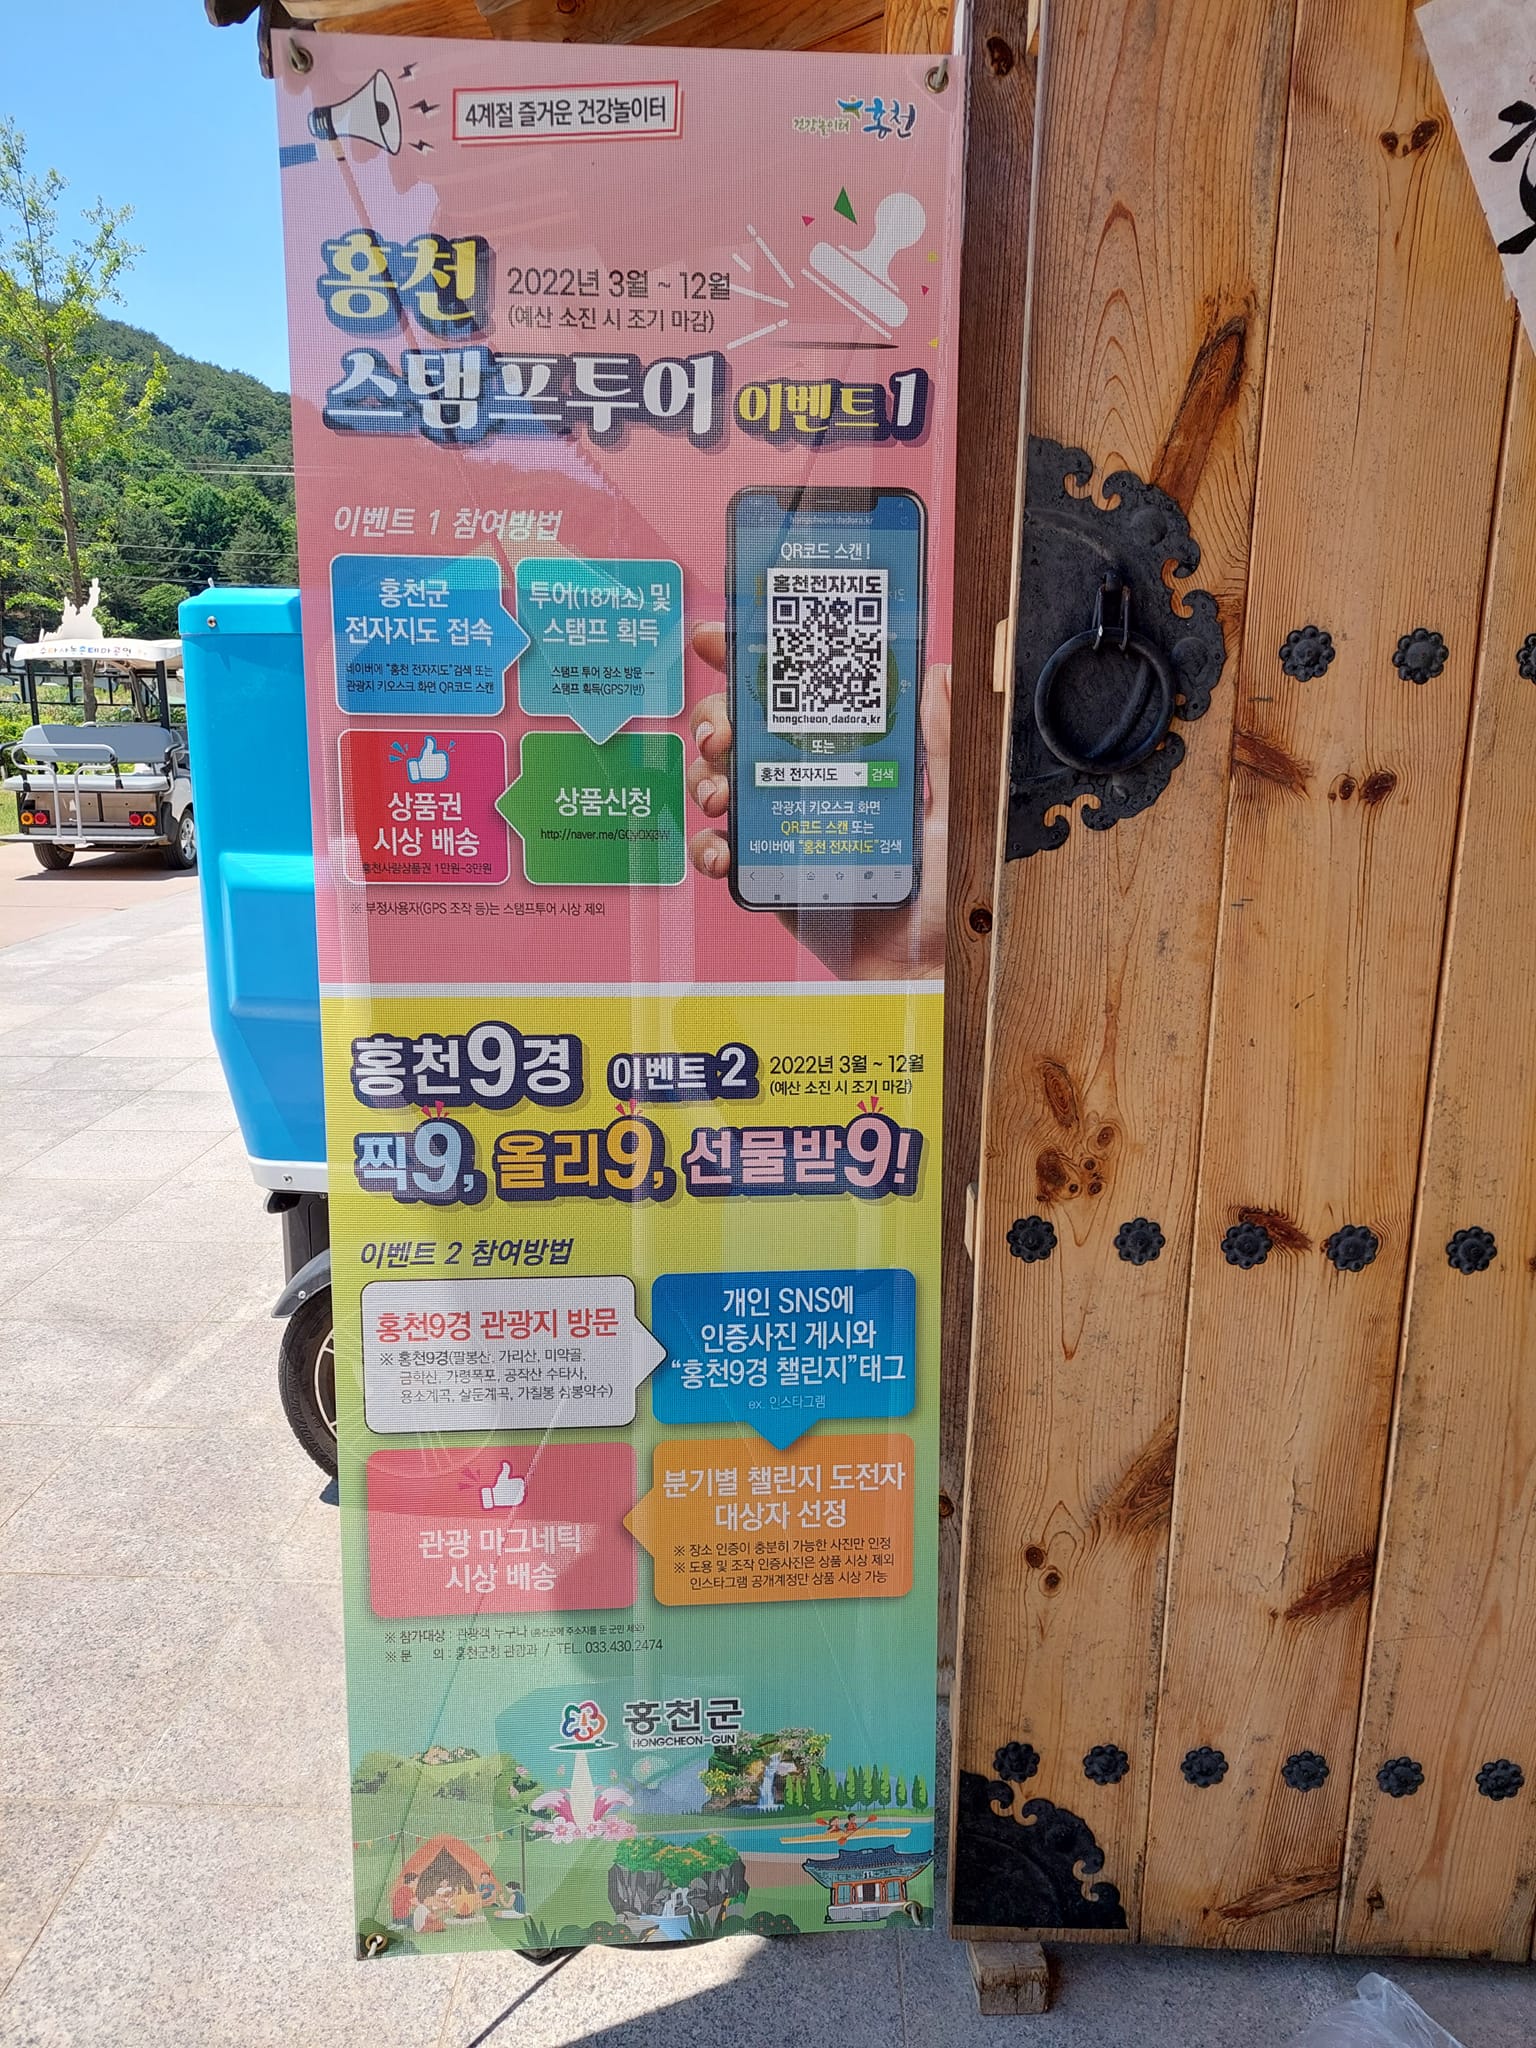 4계절 즐거운 건강놀이터
건강놀이터 홍천
홍천
2022년 3월 ~ 12월
(예산 소진 시 조기 마감)
스탬프투어 이벤트1
이벤트 1 참여방법
홍천군
전자지도 접속
네이버에 "홍천 전자지도"검색 또는
관광지 키오스크 화면 QR코드 스캔
투어(18개소) 및
스탬프 획득
스탬프 투어 장소 방문 →
스탬프 획득(GPS기반)
상품신청
상품권
시상 배송
홍천사랑상품권 1만원~3만원
※ 부정사용자(GPS 조작 등)는 스탬프투어 시상 제외
hongcheon.dadora.kr
QR코드 스캔 !
홍천전자지도
hongcheon.dadora.kr
또는
홍천 전자지도 검색
관광지 키오스크 화면
QR코드 스캔 또는
네이버에 "홍천 전자지도"검색
홍천9경 이벤트 2
2022년 3월 ~ 12월
(예산 소진 시 조기 마감)
찍9, 올리9, 선물받9!
이벤트 2 참여방법
홍천9경 관광지 방문
※ 홍천9경(팔봉산, 가리산, 미약골,
금학산, 가령폭포, 공작산 수타사,
용소계곡, 살둔계곡, 가칠봉 삼봉약수)
개인 SNS에
인증사진 게시와
"홍천9경 챌린지"태그
ex. 인스타그램
분기별 챌린지 도전자
대상자 선정
※ 장소 인증이 충분히 가능한 사진만 인정
※ 도용 및 조작 인증사진은 상품 시상 제외
인스타그램 공개계정만 상품 시상 가능
관광 마그네틱
시상 배송
※ 참가대상 : 관광객 누구나 (홍천군에 주소지를 둔 군민 제외)
※ 문 의 : 홍천군청 관광과 / TEL. 033.430.2474
홍천군
HONGCHEON-GUN